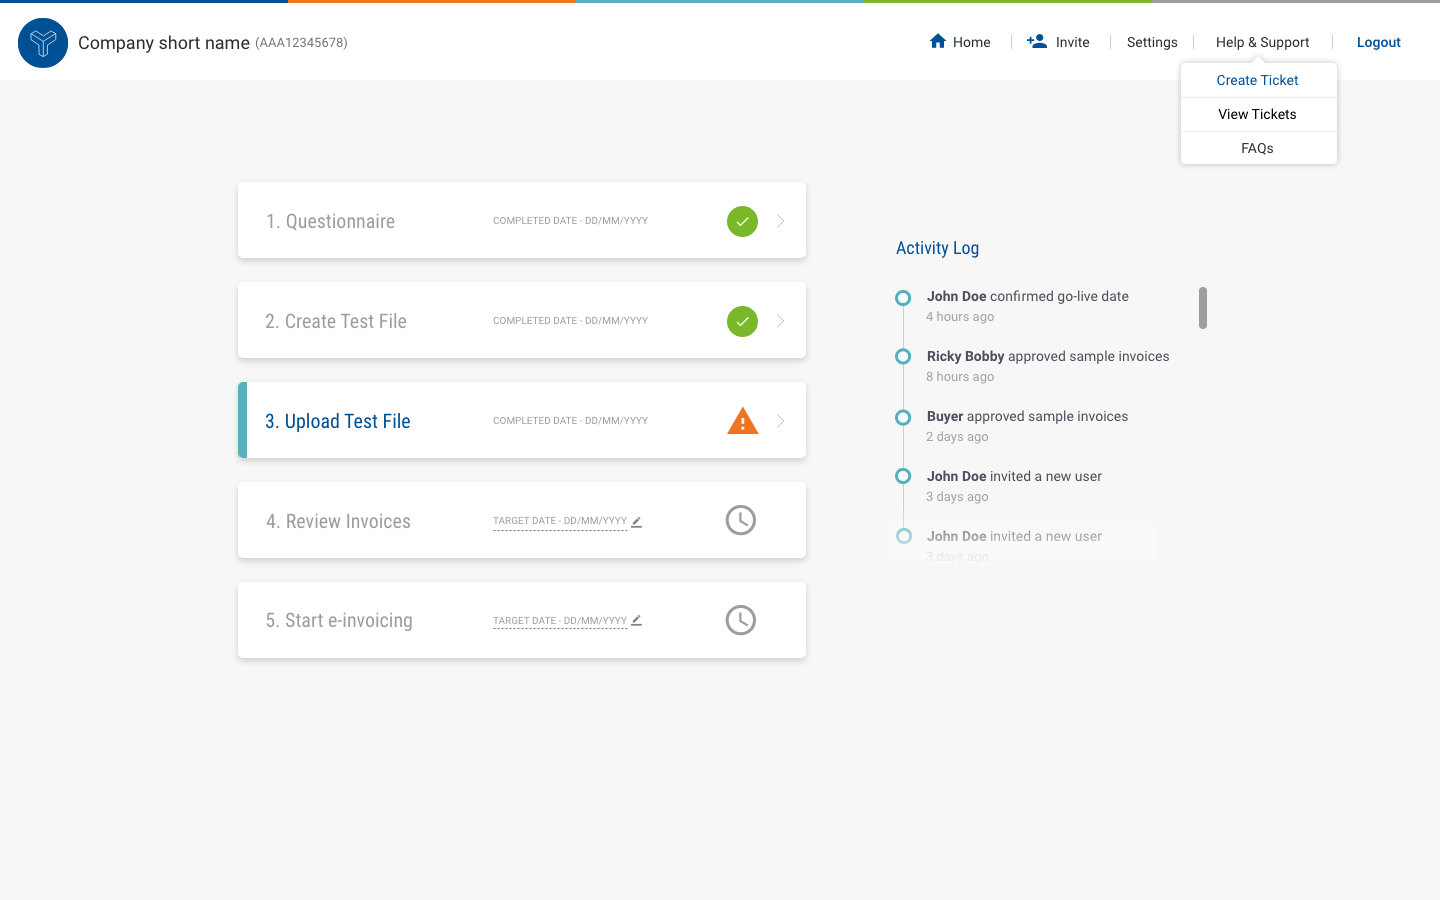 Company short name (AAA12345678)
Home
Invite
Settings
Help & Support
Logout
Create Ticket
View Tickets
FAQs
1. Questionnaire
COMPLETED DATE - DD/MM/YYYY
2. Create Test File
COMPLETED DATE - DD/MM/YYYY
3. Upload Test File
COMPLETED DATE - DD/MM/YYYY
4. Review Invoices
TARGET DATE - DD/MM/YYYY
5. Start e-invoicing
TARGET DATE - DD/MM/YYYY
Activity Log
John Doe confirmed go-live date
4 hours ago
Ricky Bobby approved sample invoices
8 hours ago
Buyer approved sample invoices
2 days ago
John Doe invited a new user
3 days ago
John Doe invited a new user
3 days ago